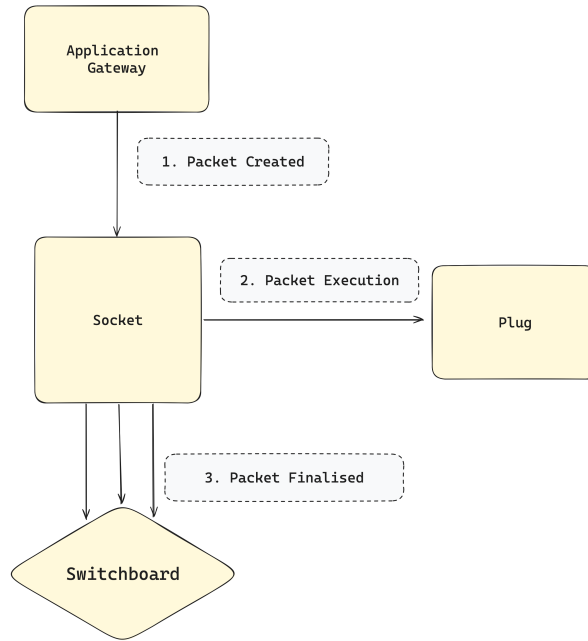 Application
Gateway
1. Packet Created
2. Packet Execution
Socket
Plug
3. Packet Finalised
Switchboard